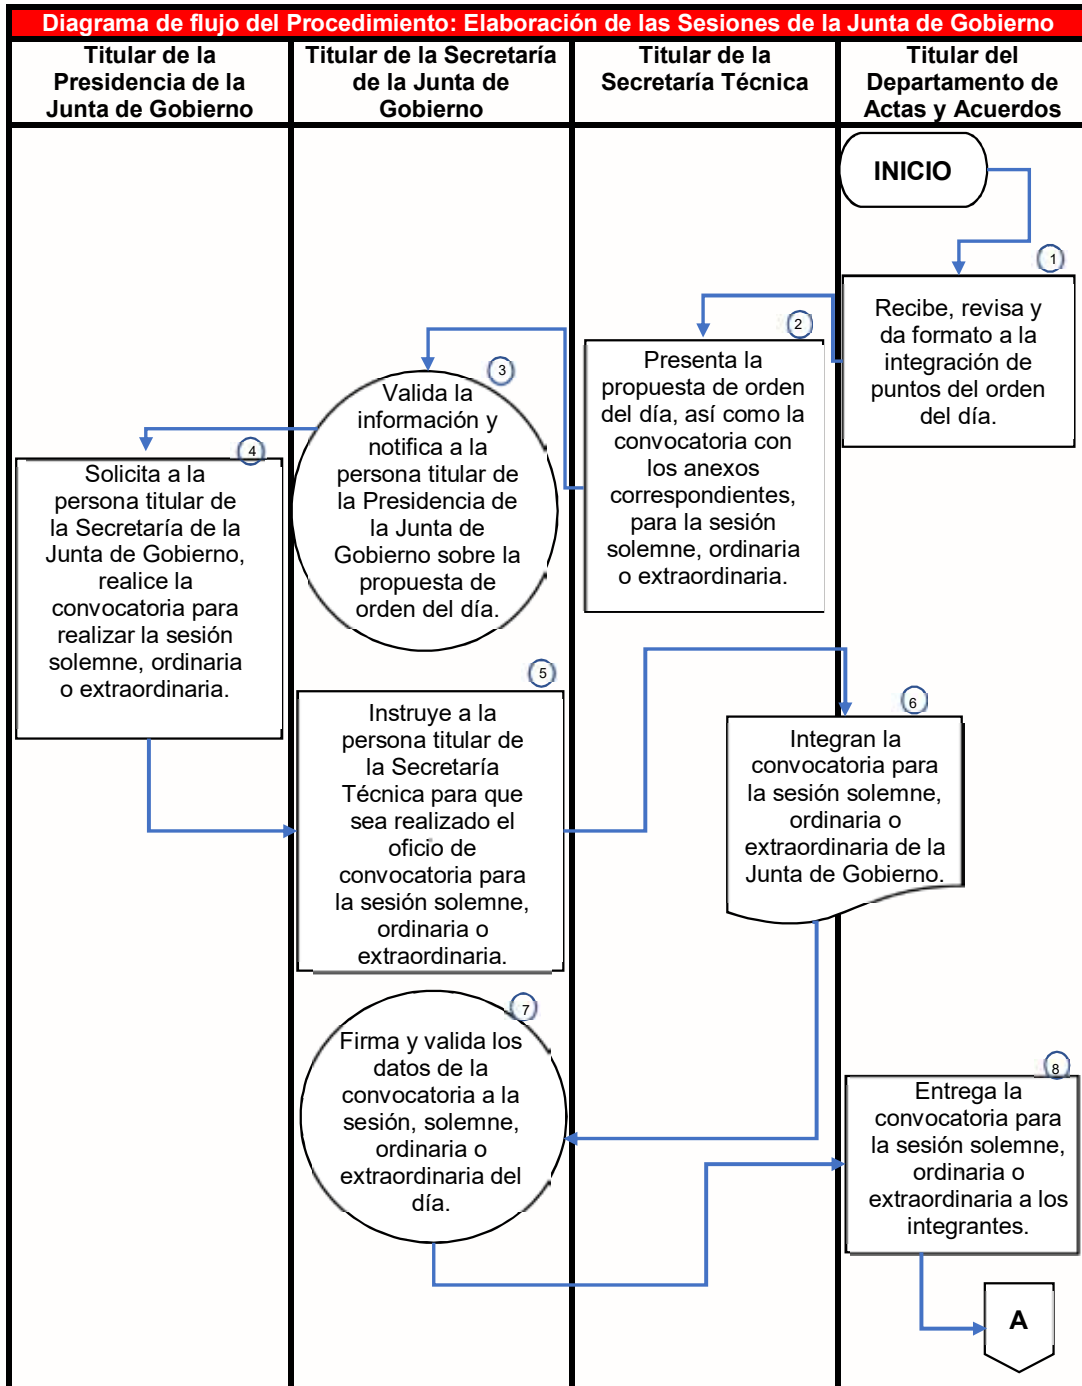 Diagrama de flujo del Procedimiento: Elaboración de las Sesiones de la Junta de Gobierno
Titular de la
Presidencia de la
Junta de Gobierno
Titular de la Secretaría
de la Junta de
Gobierno
Titular de la
Secretaría Técnica
Titular del
Departamento de
Actas y Acuerdos
INICIO
1
Recibe, revisa y
da formato a la
integración de
puntos del orden
del día.
2
Presenta la
propuesta de orden
del día, así como la
convocatoria con
los anexos
correspondientes,
para la sesión
solemne, ordinaria
o extraordinaria.
3
Valida la
información y
notifica a la
persona titular de
la Presidencia de
la Junta de
Gobierno sobre la
propuesta de
orden del día.
4
Solicita a la
persona titular de
la Secretaría de la
Junta de Gobierno,
realice la
convocatoria para
realizar la sesión
solemne, ordinaria
o extraordinaria.
5
Instruye a la
persona titular de
la Secretaría
Técnica para que
sea realizado el
oficio de
convocatoria para
la sesión solemne,
ordinaria o
extraordinaria.
6
Integran la
convocatoria para
la sesión solemne,
ordinaria o
extraordinaria de la
Junta de Gobierno.
7
Firma y valida los
datos de la
convocatoria a la
sesión, solemne,
ordinaria o
extraordinaria del
día.
8
Entrega la
convocatoria para
la sesión solemne,
ordinaria o
extraordinaria a los
integrantes.
A